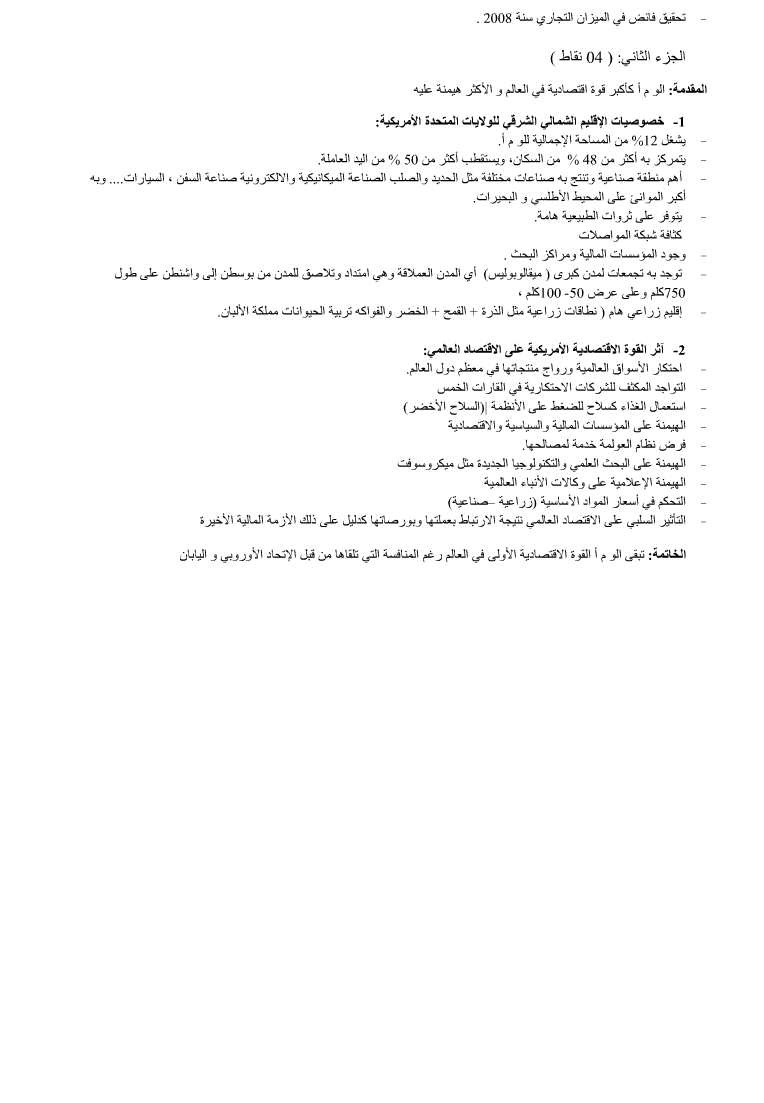 - تحقيق فائض في الميزان التجاري سنة 2008 .
الجزء الثاني: ( 04 نقاط )
المقدمة: الو م أ كأكبر قوة اقتصادية في العالم و الأكثر هيمنة عليه
1- خصوصيات الإقليم الشمالي الشرقي للولايات المتحدة الأمريكية:
- يشغل 12% من المساحة الإجمالية للو م أ.
- يتمركز به أكثر من 48 % من السكان، ويستقطب أكثر من 50 % من اليد العاملة.
- أهم منطقة صناعية وتنتج به صناعات مختلفة مثل الحديد والصلب الصناعة الميكانيكية والالكترونية صناعة السفن ، السيارات.... وبه
أكبر الموانئ على المحيط الأطلسي و البحيرات.
- يتوفر على ثروات الطبيعية هامة.
كثافة شبكة المواصلات
- وجود المؤسسات المالية ومراكز البحث .
- توجد به تجمعات لمدن كبرى ( ميقالوبوليس) أي المدن العملاقة وهي امتداد وتلاصق للمدن من بوسطن إلى واشنطن على طول
750كلم وعلى عرض 50- 100كلم ،
- إقليم زراعي هام ( نطاقات زراعية مثل الذرة + القمح + الخضر والفواكه تربية الحيوانات مملكة الألبان.
2- آثر القوة الاقتصادية الأمريكية على الاقتصاد العالمي:
- احتكار الأسواق العالمية ورواج منتجاتها في معظم دول العالم.
- التواجد المكثف للشركات الاحتكارية في القارات الخمس
- استعمال الغذاء كسلاح للضغط على الأنظمة |(السلاح الأخضر)
- الهيمنة على المؤسسات المالية والسياسية والاقتصادية
- فرض نظام العولمة خدمة لمصالحها.
- الهيمنة على البحث العلمي والتكنولوجيا الجديدة مثل ميكروسوفت
- الهيمنة الإعلامية على وكالات الأنباء العالمية
- التحكم في أسعار المواد الأساسية (زراعية –صناعية)
- التأثير السلبي على الاقتصاد العالمي نتيجة الارتباط بعملتها وبورصاتها كدليل على ذلك الأزمة المالية الأخيرة
الخاتمة: تبقى الو م أ القوة الاقتصادية الأولى في العالم رغم المنافسة التي تلقاها من قبل الإتحاد الأوروبي و اليابان